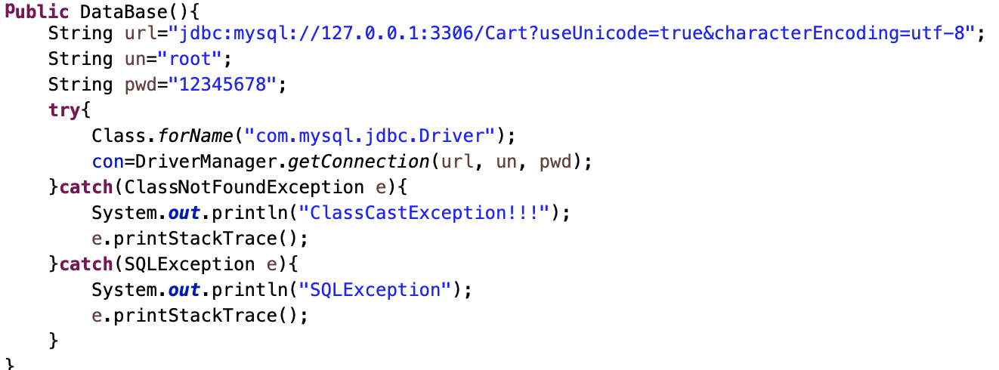 Public DataBase(){
    String url="jdbc:mysql://127.0.0.1:3306/Cart?useUnicode=true&characterEncoding=utf-8";
    String un="root";
    String pwd="12345678";
    try{
        Class.forName("com.mysql.jdbc.Driver");
        con=DriverManager.getConnection(url, un, pwd);
    }catch(ClassNotFoundException e){
        System.out.println("ClassCastException!!!");
        e.printStackTrace();
    }catch(SQLException e){
        System.out.println("SQLException");
        e.printStackTrace();
    }
}